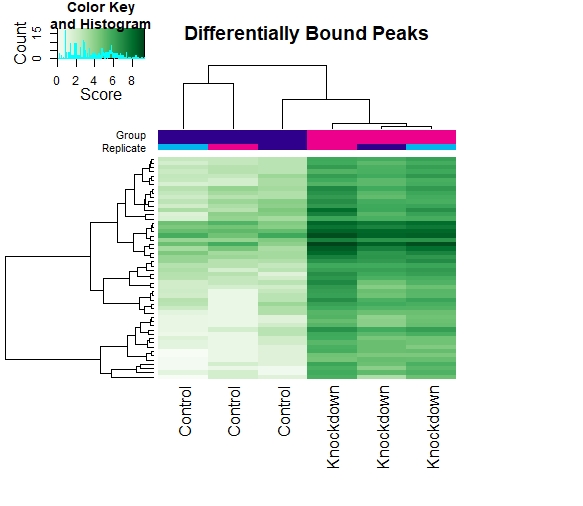 Color Key
and Histogram
Count
0 15
0 2 4 6 8
Score
Differentially Bound Peaks
Group
Replicate
Control
Control
Control
Knockdown
Knockdown
Knockdown